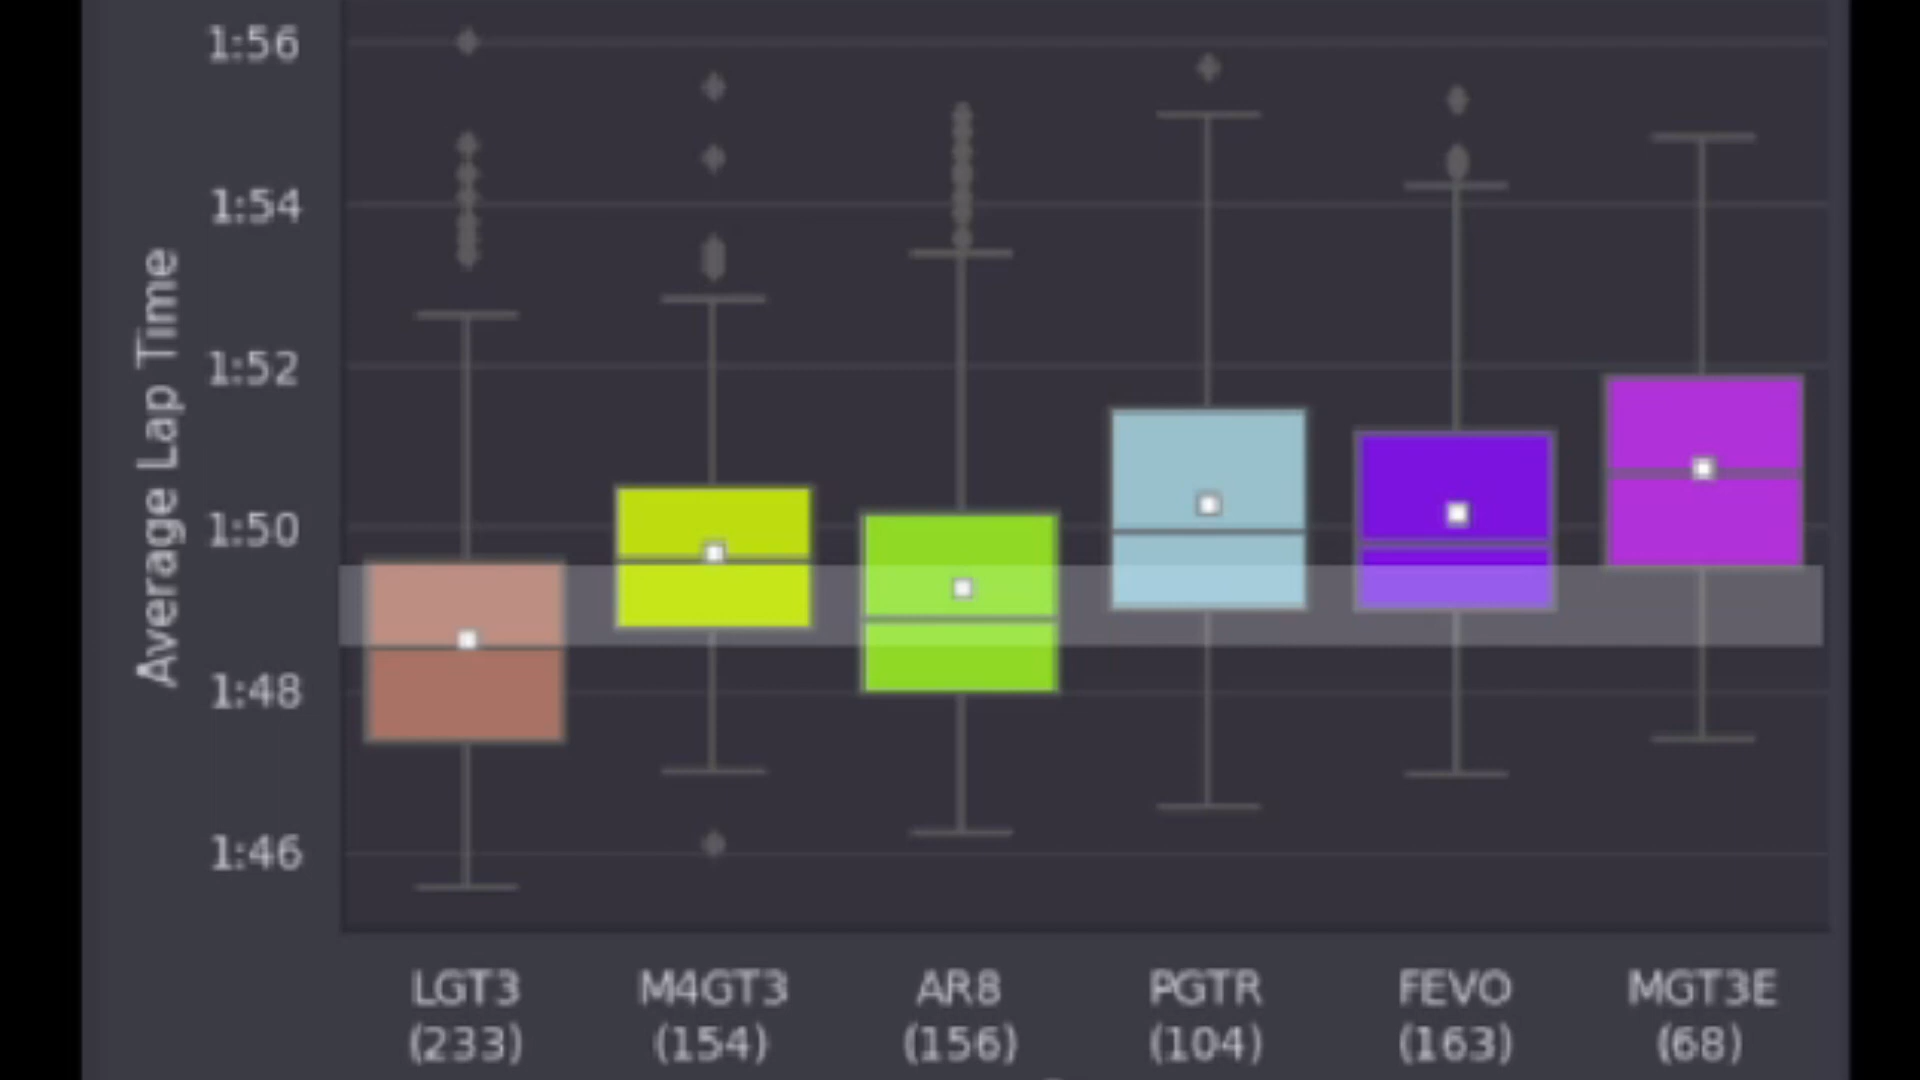 1:56
1:54
1:52
1:50
1:48
1:46
Average Lap Time
LGT3
(233)
M4GT3
(154)
AR8
(156)
PGTR
(104)
FEVO
(163)
MGT3E
(68)